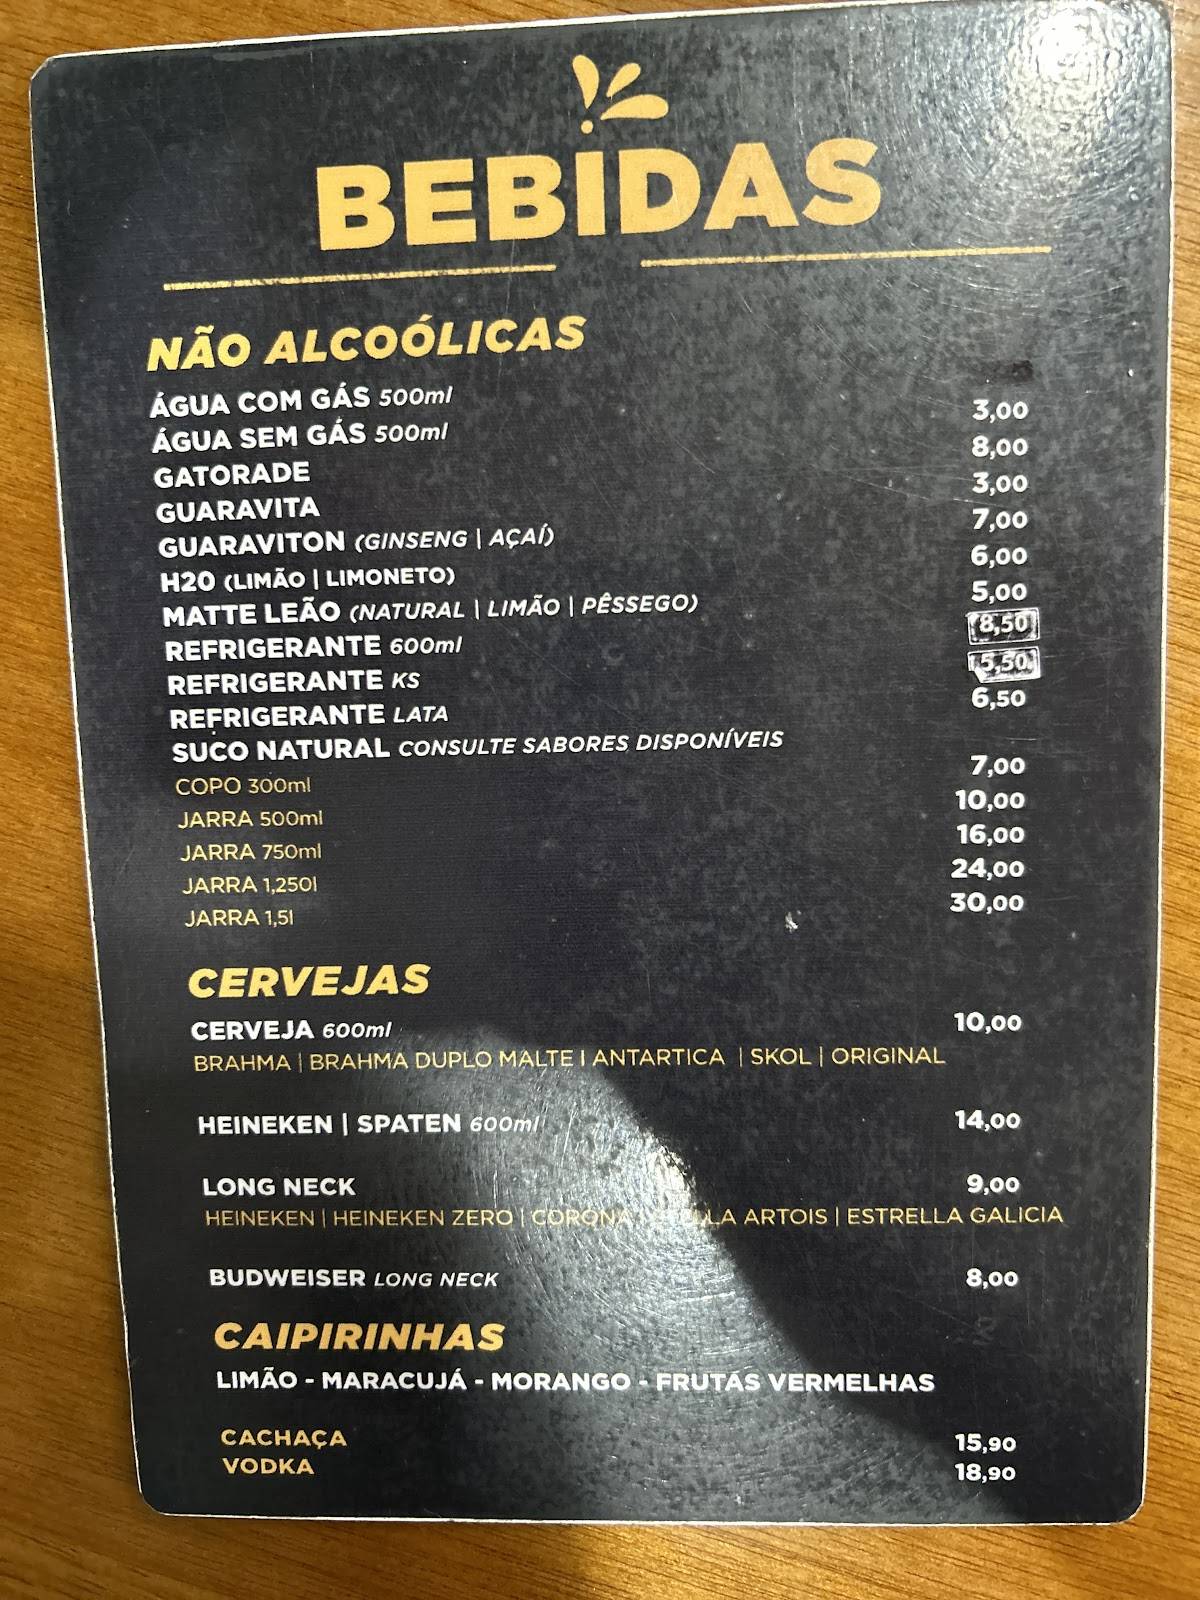 BEBIDAS
NÃO ALCOÓLICAS
ÁGUA COM GÁS 500ml
ÁGUA SEM GÁS 500ml 3,00
GATORADE 8,00
GUARAVITA 3,00
GUARAVITON (GINSENG | AÇAÍ) 7,00
H20 (LIMÃO | LIMONETO) 6,00
MATTE LEÃO (NATURAL | LIMÃO | PÊSSEGO) 5,00
REFRIGERANTE 600ml 8,50
REFRIGERANTE KS 5,50
REFRIGERANTE LATA 6,50
SUCO NATURAL CONSULTE SABORES DISPONÍVEIS
COPO 300ml 7,00
JARRA 500ml 10,00
JARRA 750ml 16,00
JARRA 1,250l 24,00
JARRA 1,5l 30,00
CERVEJAS
CERVEJA 600ml 10,00
BRAHMA | BRAHMA DUPLO MALTE I ANTARTICA | SKOL | ORIGINAL
HEINEKEN | SPATEN 600ml 14,00
LONG NECK 9,00
HEINEKEN | HEINEKEN ZERO | CORONA | STELLA ARTOIS | ESTRELLA GALICIA
BUDWEISER LONG NECK 8,00
CAIPIRINHAS
LIMÃO - MARACUJÁ - MORANGO - FRUTAS VERMELHAS
CACHAÇA 15,90
VODKA 18,90